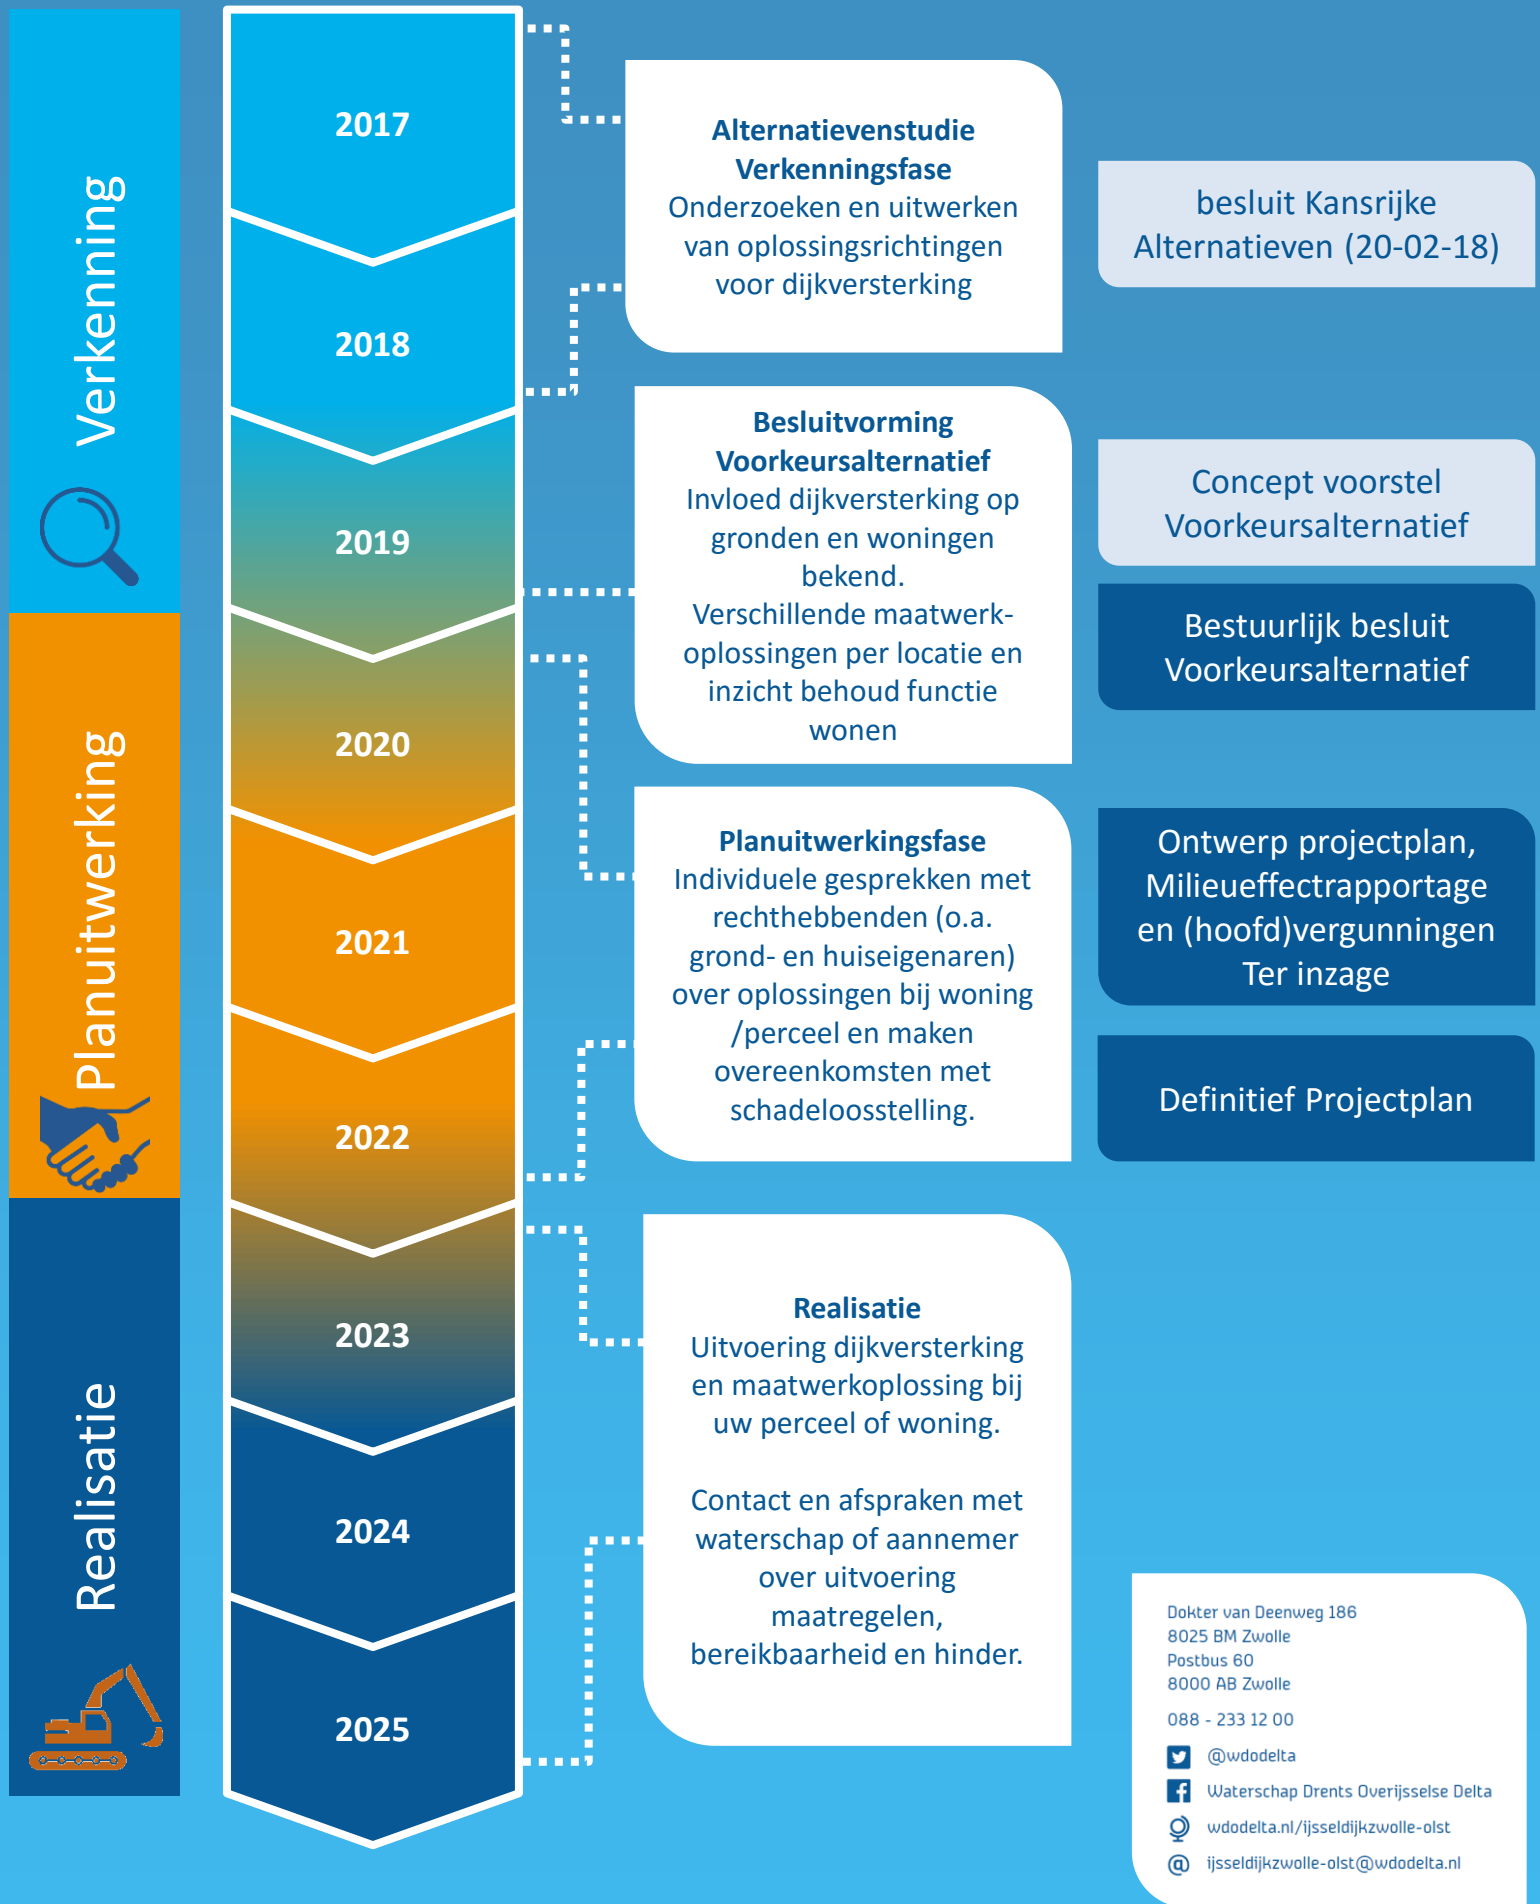 Verkenning
Planuitwerking
Realisatie
2017
2018
2019
2020
2021
2022
2023
2024
2025
Alternatievenstudie
Verkenningsfase
Onderzoeken en uitwerken
van oplossingsrichtingen
voor dijkversterking
besluit Kansrijke
Alternatieven (20-02-18)
Besluitvorming
Voorkeursalternatief
Invloed dijkversterking op
gronden en woningen
bekend.
Verschillende maatwerk-
oplossingen per locatie en
inzicht behoud functie
wonen
Concept voorstel
Voorkeursalternatief
Bestuurlijk besluit
Voorkeursalternatief
Planuitwerkingsfase
Individuele gesprekken met
rechthebbenden (o.a.
grond- en huiseigenaren)
over oplossingen bij woning
/perceel en maken
overeenkomsten met
schadeloosstelling.
Ontwerp projectplan,
Milieueffectrapportage
en (hoofd)vergunningen
Ter inzage
Definitief Projectplan
Realisatie
Uitvoering dijkversterking
en maatwerkoplossing bij
uw perceel of woning.
Contact en afspraken met
waterschap of aannemer
over uitvoering
maatregelen,
bereikbaarheid en hinder.
Dokter van Deenweg 186
8025 BM Zwolle
Postbus 60
8000 AB Zwolle
088 - 233 12 00
@wdodelta
Waterschap Drents Overijsselse Delta
wdodelta.nl/ijsseldijkzwolle-olst
ijsseldijkzwolle-olst@wdodelta.nl